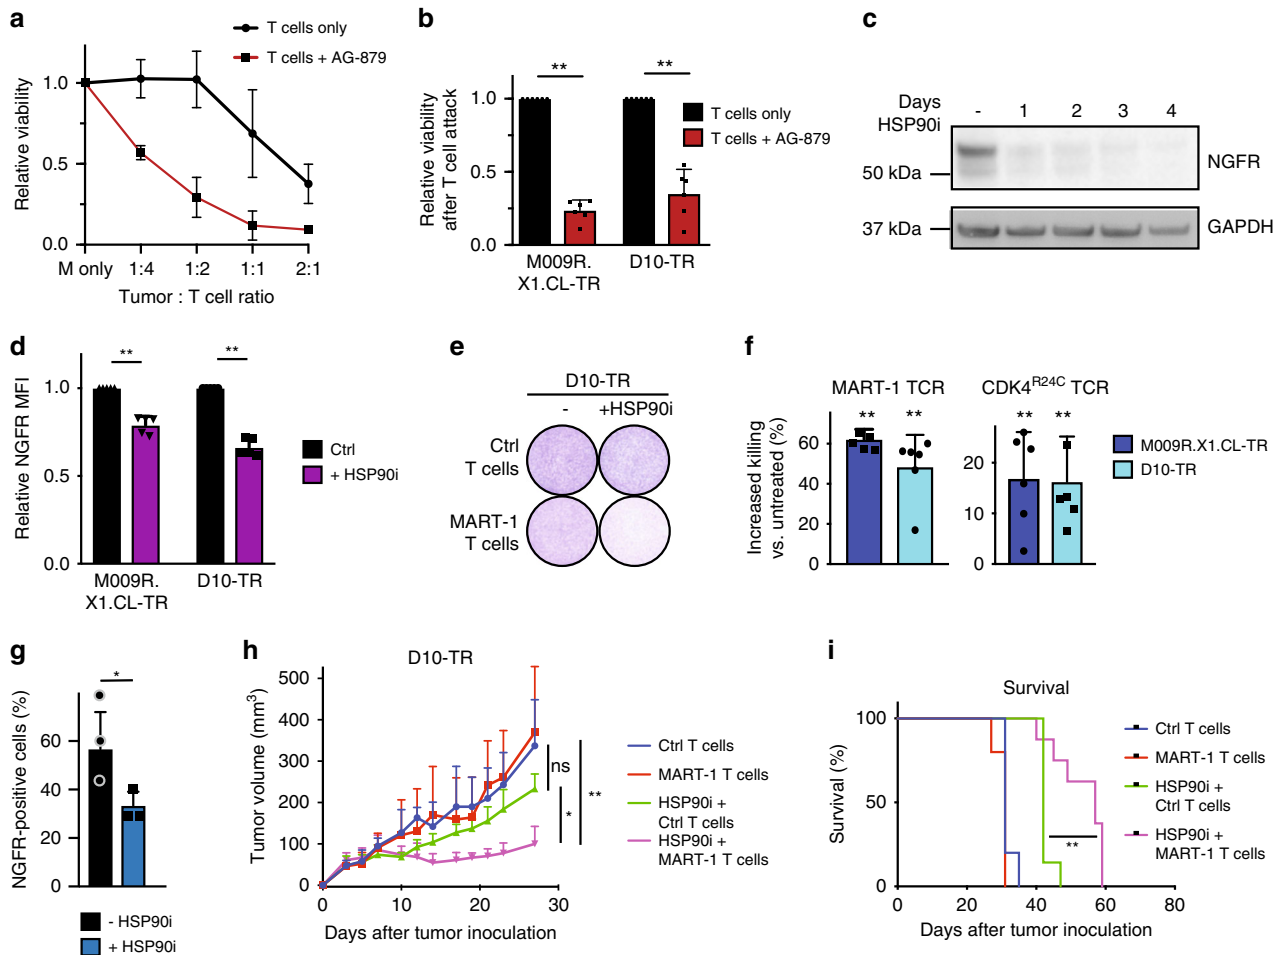 a
T cells only
T cells + AG-879
Relative viability
1.0
0.5
0.0
M only 1:4 1:2 1:1 2:1
Tumor : T cell ratio
b
** **
Relative viability
after T cell attack
1.0
0.5
0.0
T cells only
T cells + AG-879
M009R.
X1.CL-TR
D10-TR
c
Days
HSP90i
- 1 2 3 4
50 kDa
NGFR
37 kDa
GAPDH
d
** **
Relative NGFR MFI
1.0
0.5
0.0
Ctrl
+ HSP90i
M009R.
X1.CL-TR
D10-TR
e
D10-TR
- +HSP90i
Ctrl
T cells
MART-1
T cells
f
MART-1 TCR
CDK4R24C TCR
** **
** **
Increased killing
vs. untreated (%)
60
40
20
0
20
10
0
M009R.X1.CL-TR
D10-TR
g
*
NGFR-positive cells (%)
60
40
20
0
- HSP90i
+ HSP90i
h
D10-TR
Tumor volume (mm3)
500
400
300
200
100
0
0 10 20 30
Days after tumor inoculation
ns
*
**
Ctrl T cells
MART-1 T cells
HSP90i +
Ctrl T cells
HSP90i +
MART-1 T cells
i
Survival
Survival (%)
100
50
0
0 20 40 60 80
Days after tumor inoculation
**
Ctrl T cells
MART-1 T cells
HSP90i +
Ctrl T cells
HSP90i +
MART-1 T cells